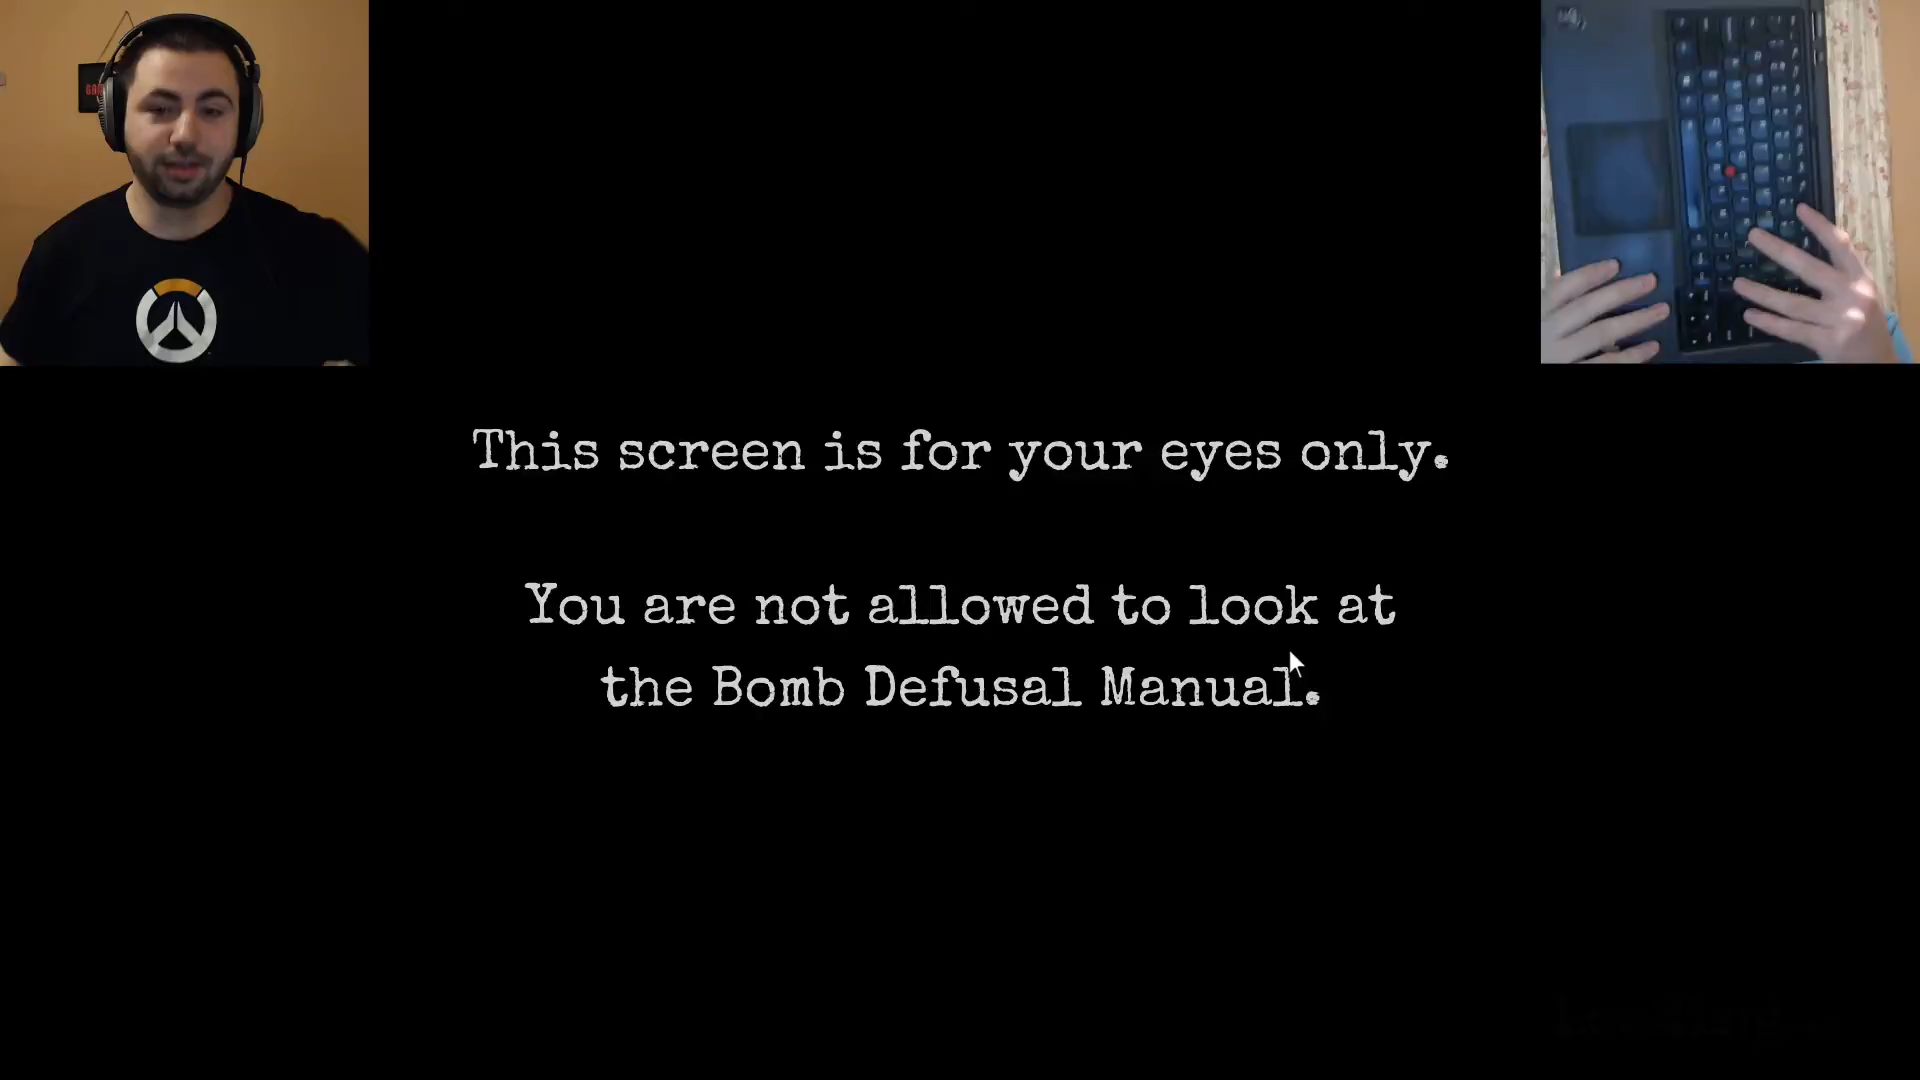 This screen is for your eyes only.
You are not allowed to look at
the Bomb Defusal Manual.